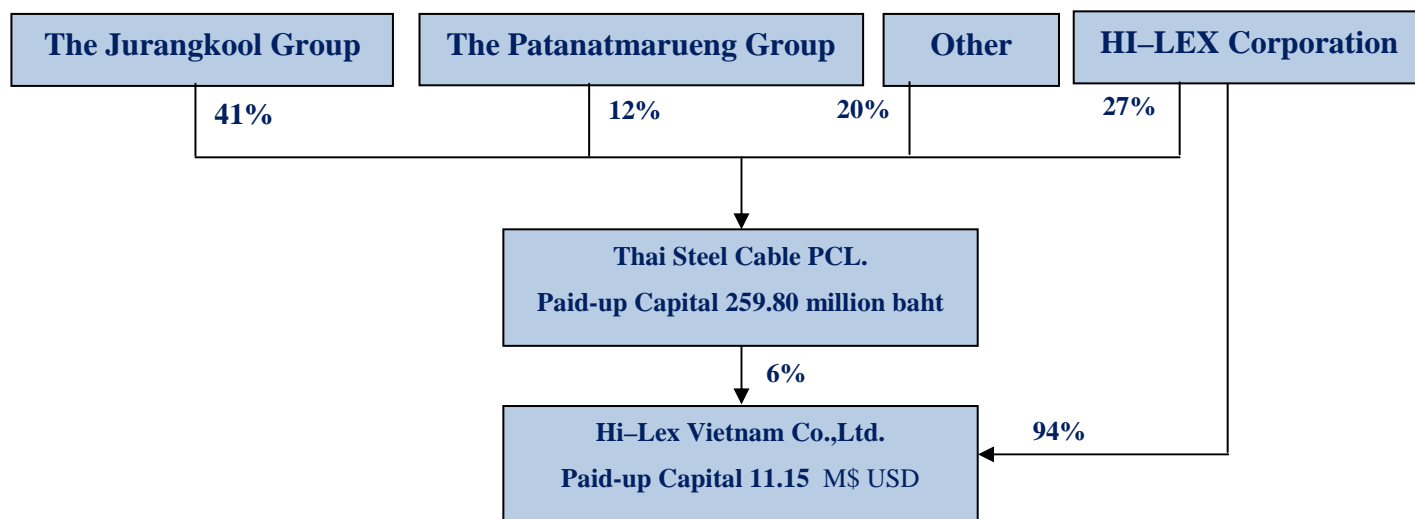 The Jurangkool Group
The Patanatmarueng Group
Other
HI–LEX Corporation
41%
12%
20%
27%
Thai Steel Cable PCL.
Paid-up Capital 259.80 million baht
6%
Hi–Lex Vietnam Co.,Ltd.
Paid-up Capital 11.15 M$ USD
94%